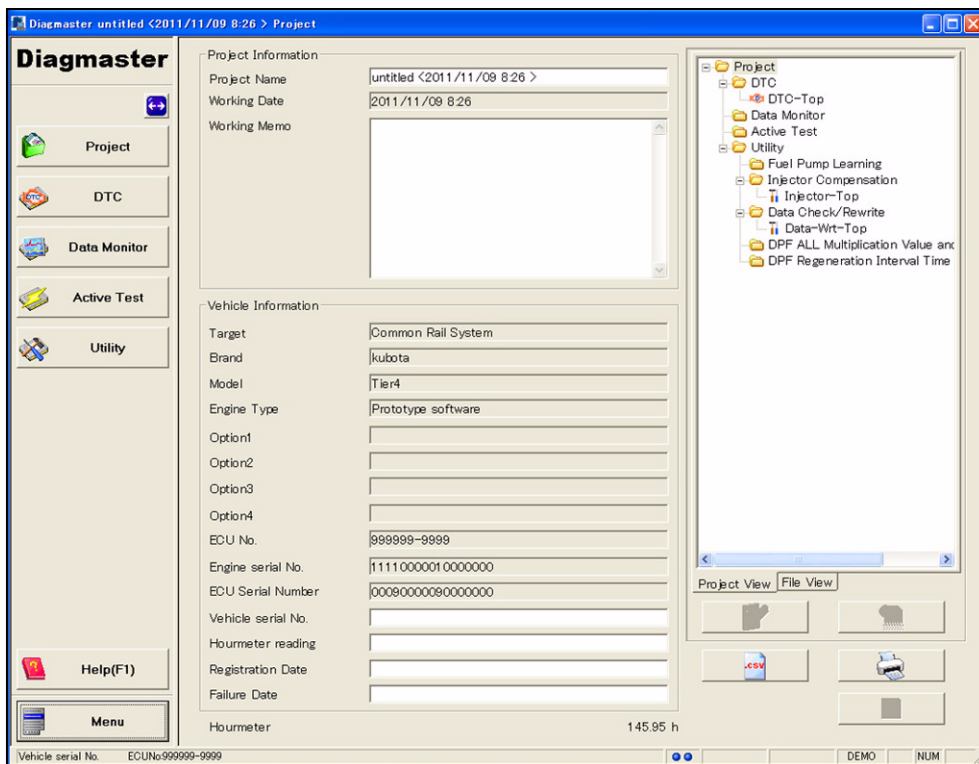 Diagmaster untitled <2011/11/09 8:26 > Project
Diagmaster
Project
DTC
Data Monitor
Active Test
Utility
Help(F1)
Menu
Project Information
Project Name untitled <2011/11/09 8:26 >
Working Date 2011/11/09 8:26
Working Memo
Vehicle Information
Target Common Rail System
Brand kubota
Model Tier4
Engine Type Prototype software
Option1
Option2
Option3
Option4
ECU No. 999999-9999
Engine serial No. 11110000010000000
ECU Serial Number 00090000090000000
Vehicle serial No.
Hourmeter reading
Registration Date
Failure Date
Hourmeter 145.95 h
Project
DTC
DTC-Top
Data Monitor
Active Test
Utility
Fuel Pump Learning
Injector Compensation
Injector-Top
Data Check/Rewrite
Data-Wrt-Top
DPF ALL Multiplication Value and
DPF Regeneration Interval Time
Project View File View
.csv
Vehicle serial No. ECUNo:999999-9999 DEMO NUM